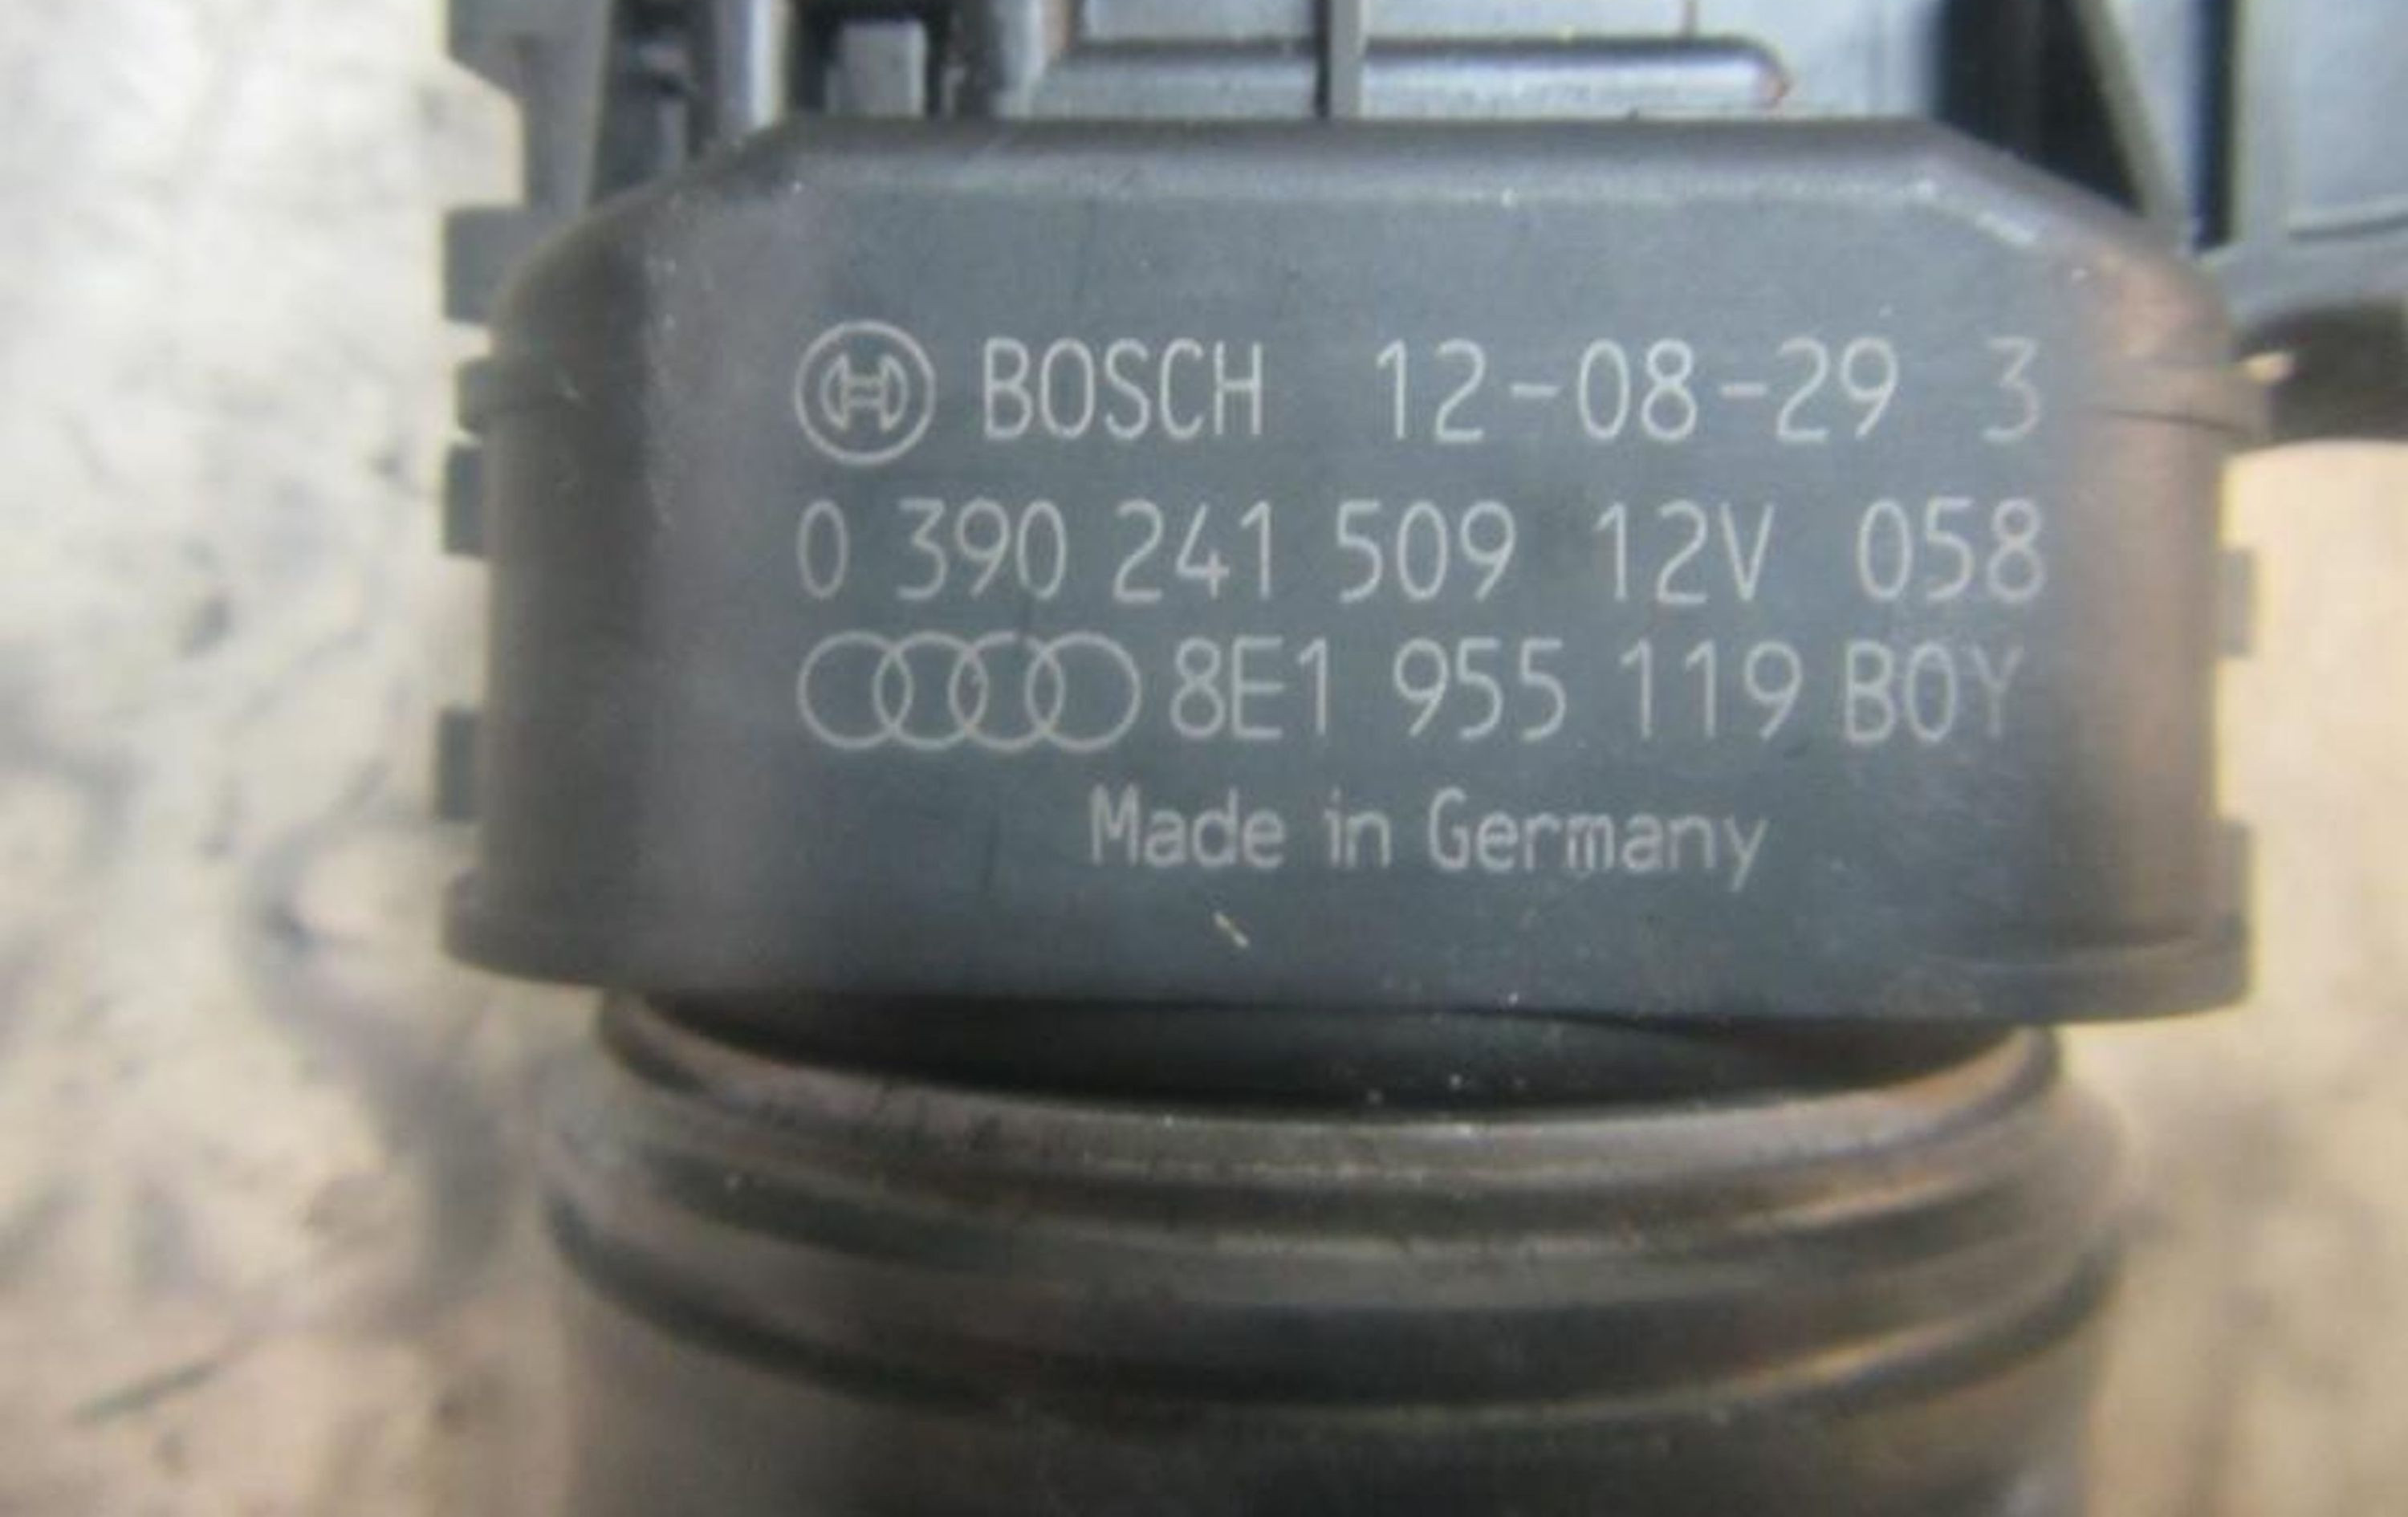 BOSCH 12-08-29 3
0 390 241 509 12V 058
8E1 955 119 B0Y
Made in Germany